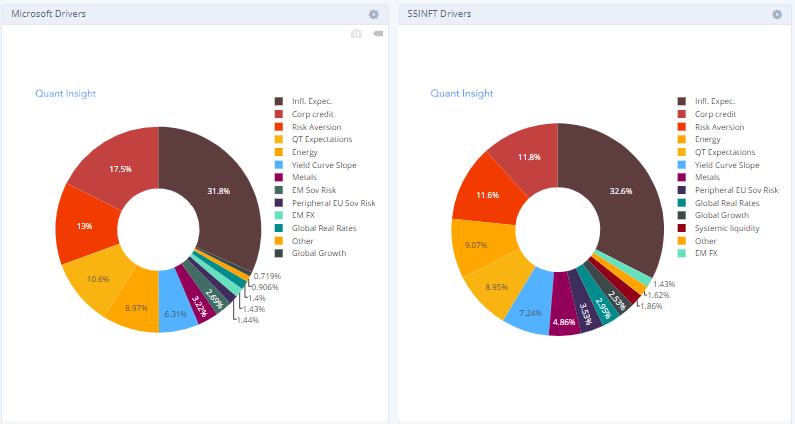 Microsoft Drivers
Quant Insight
Infl. Expec.
Corp credit
Risk Aversion
QT Expectations
Energy
Yield Curve Slope
Metals
EM Sov Risk
Peripheral EU Sov Risk
EM FX
Global Real Rates
Other
Global Growth
31.8%
17.5%
13%
10.6%
8.97%
6.31%
3.22%
2.69%
0.719%
0.906%
1.4%
1.43%
1.44%
S5INFT Drivers
Quant Insight
Infl. Expec.
Corp credit
Risk Aversion
Energy
QT Expectations
Yield Curve Slope
Metals
Peripheral EU Sov Risk
Global Real Rates
Global Growth
Systemic liquidity
Other
EM FX
32.6%
11.8%
11.6%
9.07%
8.95%
7.24%
4.86%
3.53%
2.95%
2.53%
1.43%
1.62%
1.86%